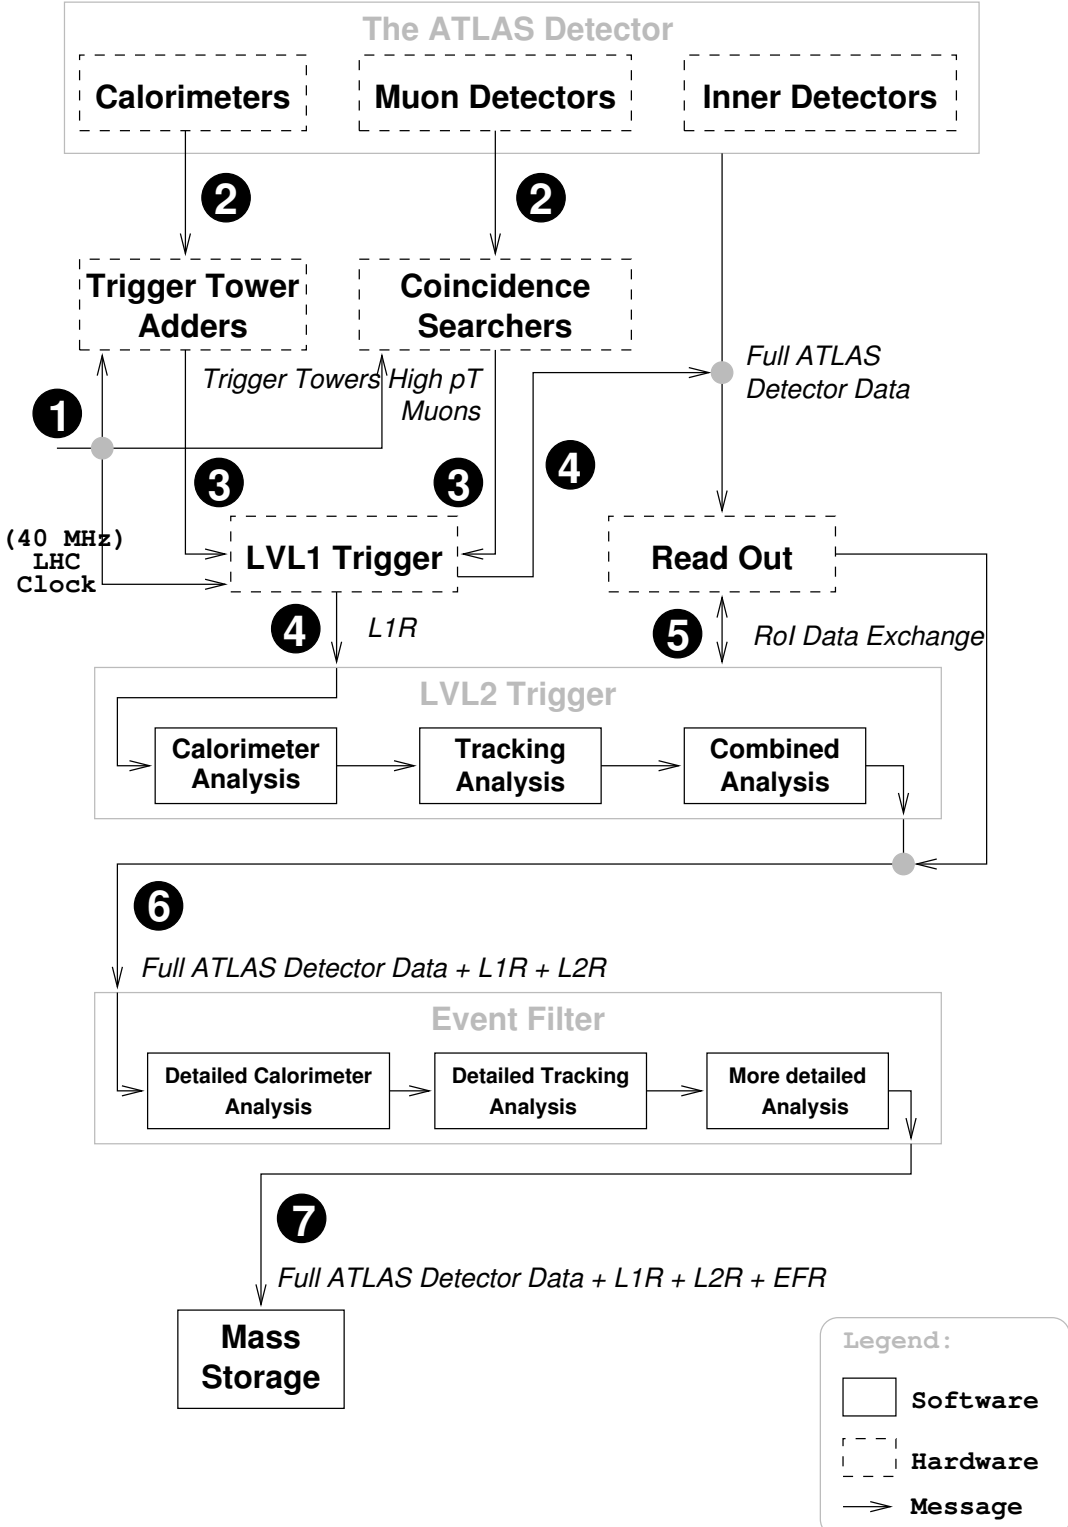 The ATLAS Detector
Calorimeters
Muon Detectors
Inner Detectors
2
2
Trigger Tower
Adders
Coincidence
Searchers
Trigger Towers
High pT
Muons
Full ATLAS
Detector Data
1
3
3
4
(40 MHz)
LHC
Clock
LVL1 Trigger
Read Out
4
L1R
5
RoI Data Exchange
LVL2 Trigger
Calorimeter
Analysis
Tracking
Analysis
Combined
Analysis
6
Full ATLAS Detector Data + L1R + L2R
Event Filter
Detailed Calorimeter
Analysis
Detailed Tracking
Analysis
More detailed
Analysis
7
Full ATLAS Detector Data + L1R + L2R + EFR
Mass
Storage
Legend:
Software
Hardware
Message